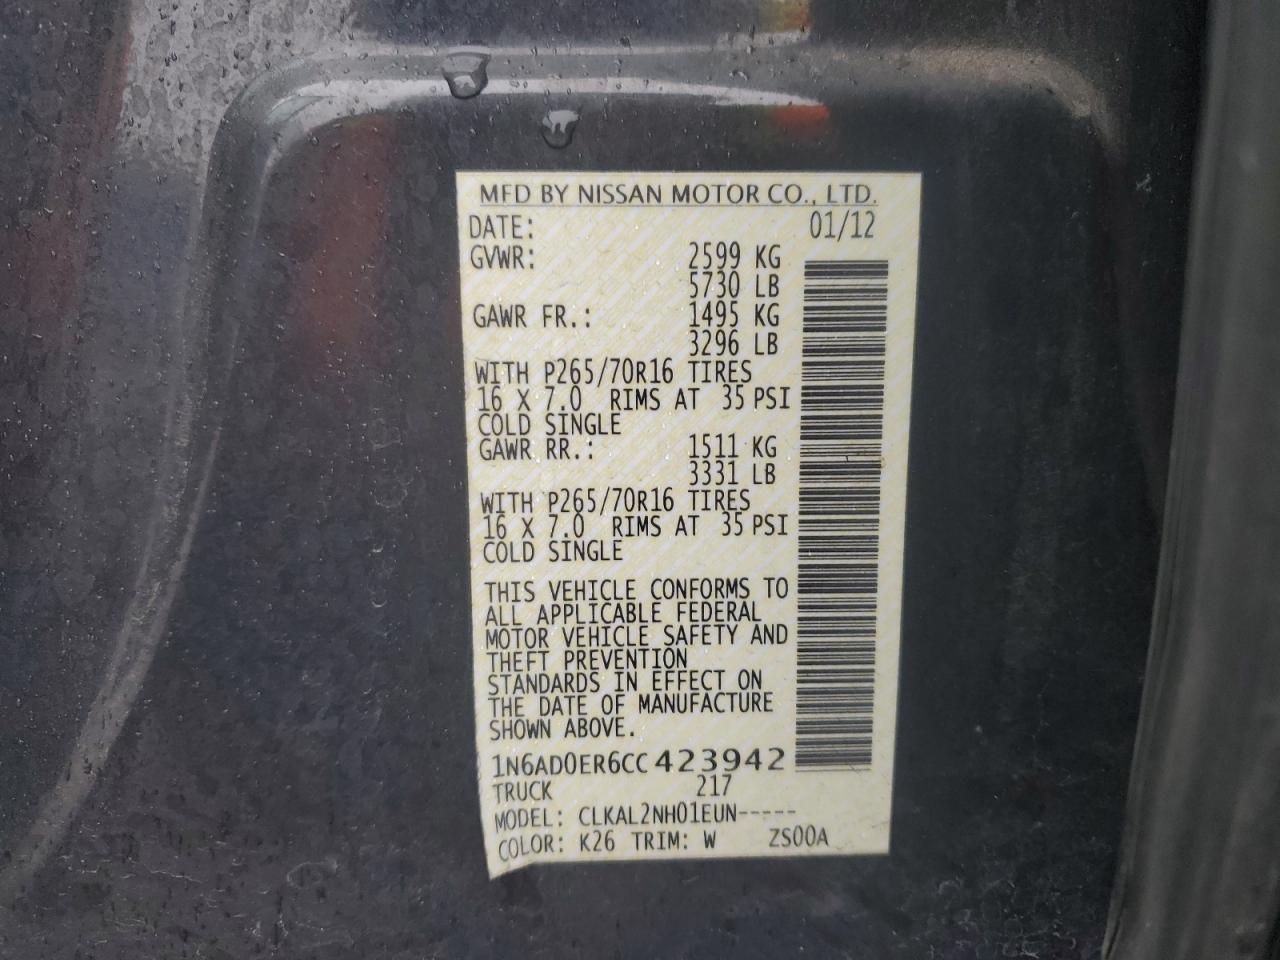 MFD BY NISSAN MOTOR CO., LTD.
DATE: 01/12
GVWR: 2599 KG
5730 LB
GAWR FR.: 1495 KG
3296 LB
WITH P265/70R16 TIRES
16 X 7.0 RIMS AT 35 PSI
COLD SINGLE
GAWR RR.: 1511 KG
3331 LB
WITH P265/70R16 TIRES
16 X 7.0 RIMS AT 35 PSI
COLD SINGLE
THIS VEHICLE CONFORMS TO
ALL APPLICABLE FEDERAL
MOTOR VEHICLE SAFETY AND
THEFT PREVENTION
STANDARDS IN EFFECT ON
THE DATE OF MANUFACTURE
SHOWN ABOVE.
1N6AD0ER6CC423942
TRUCK 217
MODEL: CLKAL2NH01EUN-----
COLOR: K26 TRIM: W ZS00A